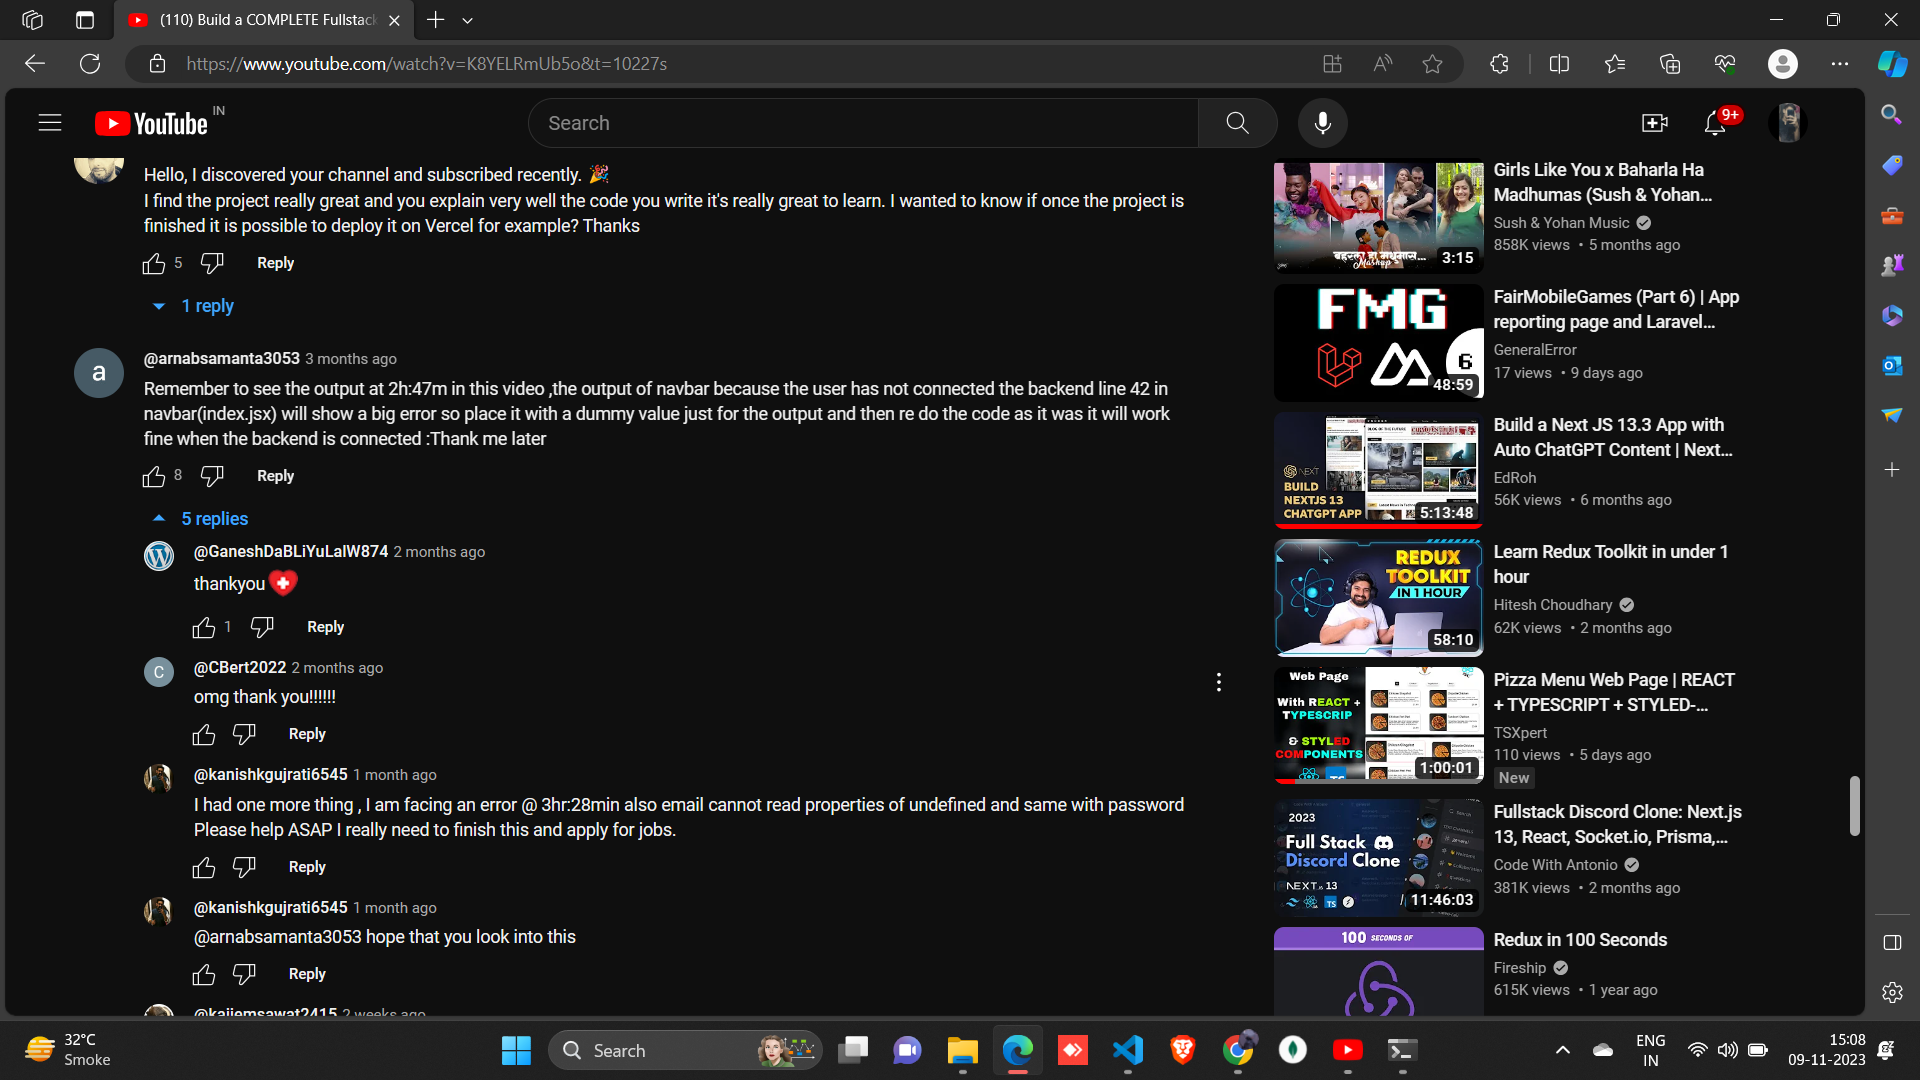 (110) Build a COMPLETE Fullstack
https://www.youtube.com/watch?v=K8YELRmUb5o&t=10227s
YouTube IN
Search
9+
Hello, I discovered your channel and subscribed recently. 🎉
I find the project really great and you explain very well the code you write it's really great to learn. I wanted to know if once the project is
finished it is possible to deploy it on Vercel for example? Thanks
5 Reply
1 reply
a
@arnabsamanta3053 3 months ago
Remember to see the output at 2h:47m in this video ,the output of navbar because the user has not connected the backend line 42 in
navbar(index.jsx) will show a big error so place it with a dummy value just for the output and then re do the code as it was it will work
fine when the backend is connected :Thank me later
8 Reply
5 replies
@GaneshDaBLiYuLaIW874 2 months ago
thankyou
1 Reply
C
@CBert2022 2 months ago
omg thank you!!!!!!
Reply
@kanishkgujrati6545 1 month ago
I had one more thing , I am facing an error @ 3hr:28min also email cannot read properties of undefined and same with password
Please help ASAP I really need to finish this and apply for jobs.
Reply
@kanishkgujrati6545 1 month ago
@arnabsamanta3053 hope that you look into this
Reply
@kajjemsawat2415 2 weeks ago
बहरला हा मधुमास...
Mashup
3:15
Girls Like You x Baharla Ha
Madhumas (Sush & Yohan...
Sush & Yohan Music
858K views • 5 months ago
FMG
6
48:59
FairMobileGames (Part 6) | App
reporting page and Laravel...
GeneralError
17 views • 9 days ago
NEXT
BUILD
NEXTJS 13
CHATGPT APP
BLOG OF THE FUTURE
5:13:48
Build a Next JS 13.3 App with
Auto ChatGPT Content | Next...
EdRoh
56K views • 6 months ago
REDUX
TOOLKIT
IN 1 HOUR
58:10
Learn Redux Toolkit in under 1
hour
Hitesh Choudhary
62K views • 2 months ago
Web Page
With REACT +
TYPESCRIP
& STYLED
COMPONENTS
TS
1:00:01
Pizza Menu Web Page | REACT
+ TYPESCRIPT + STYLED-...
TSXpert
110 views • 5 days ago
New
2023
Full Stack
Discord Clone
NEXT.js 13
TS
11:46:03
Fullstack Discord Clone: Next.js
13, React, Socket.io, Prisma,...
Code With Antonio
381K views • 2 months ago
100 SECONDS OF
Redux in 100 Seconds
Fireship
615K views • 1 year ago
32°C
Smoke
Search
ENG
IN
15:08
09-11-2023